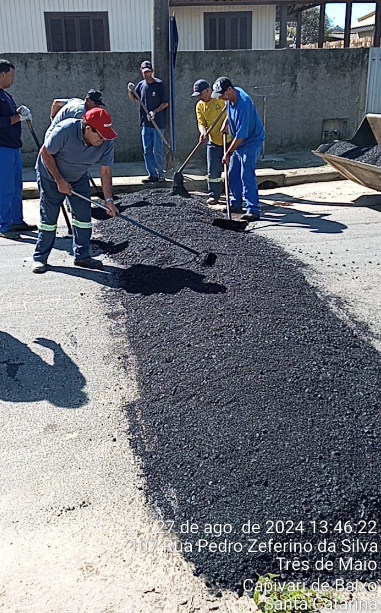 27 de ago. de 2024 13:46:22
107 Rua Pedro Zeferino da Silva
Três de Maio
Capivari de Baixo
Santa Catarina